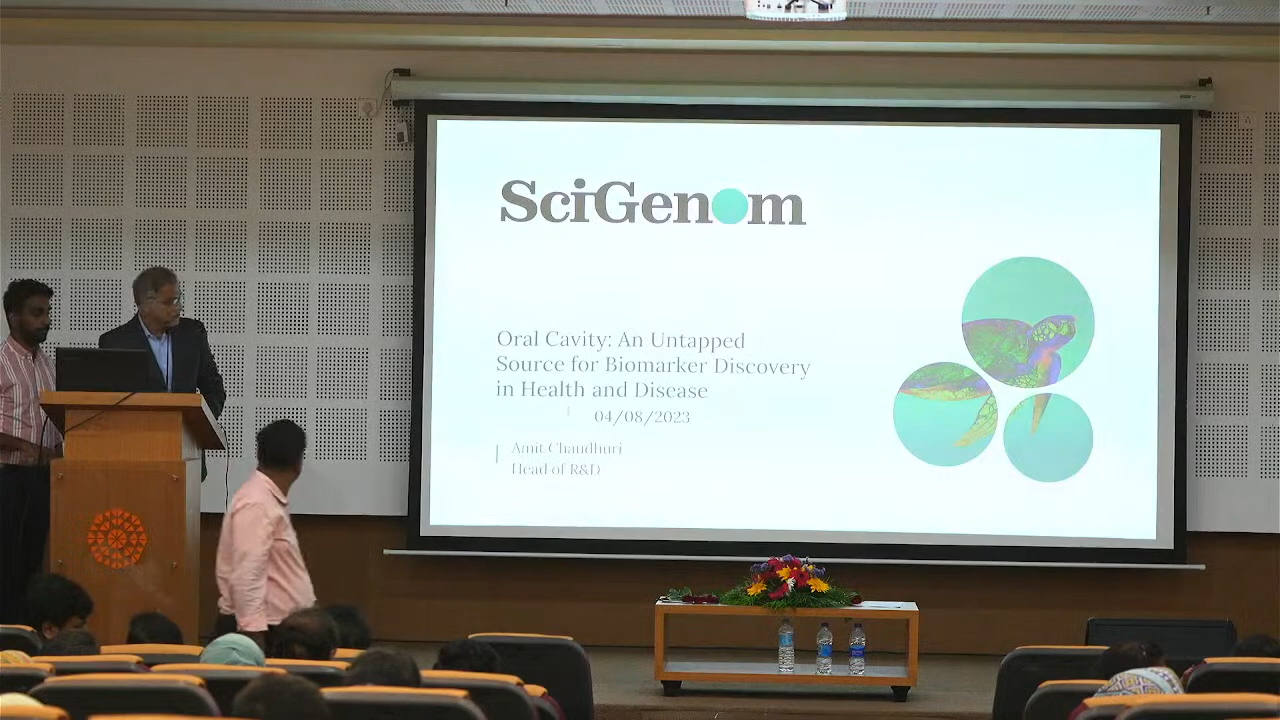 SciGenom
Oral Cavity: An Untapped
Source for Biomarker Discovery
in Health and Disease
04/08/2023
Amit Chaudhuri
Head of R&D